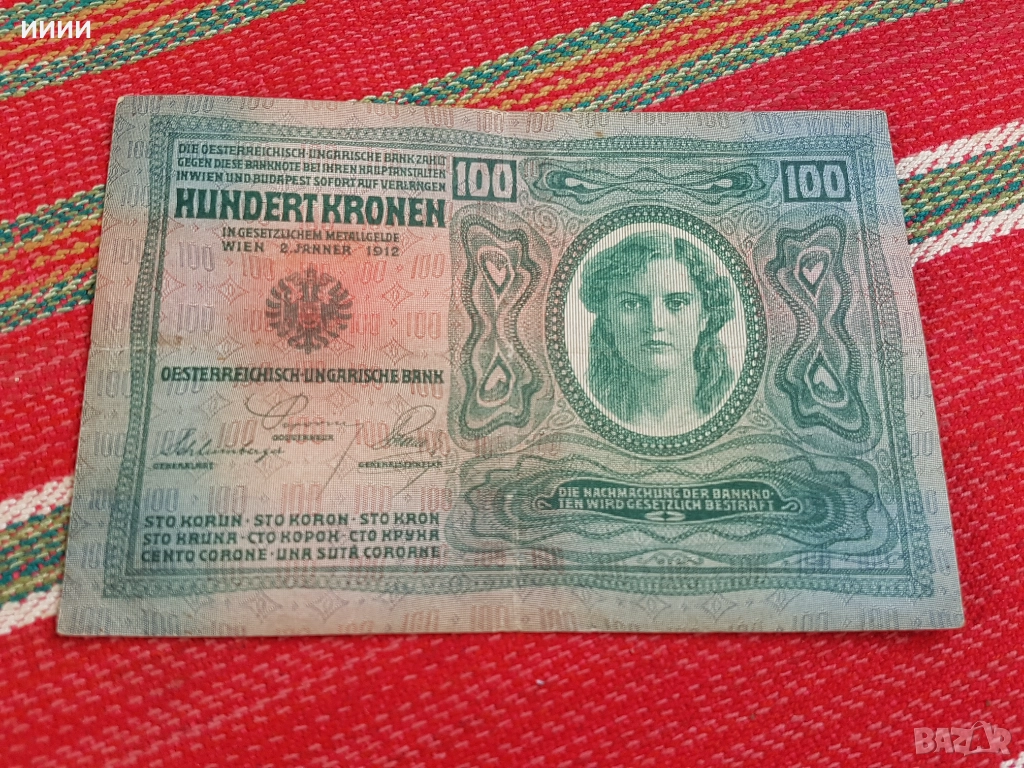 ииии
DIE OESTERREICHISCH UNGARISCHE BANK ZAHLT
GEGEN DIESE BANKNOTE BEI IHREN HAUPTANSTALTEN
IN WIEN UND BUDAPEST SOFORT AUF VERLANGEN
HUNDERT KRONEN
IN GESETZLICHEM METALLGELDE
WIEN 2. JÄNNER 1912
OESTERREICHISCH-UNGARISCHE BANK
GOUVERNEUR
Schlumberger
GENERALRAT
GENERALSEKRETÄR
STO KORUN · STO KORON · STO KRON
STO KRUNA · СТО КОРОН · СТО КРУНА
CENTO CORONE · UNA SUTĂ COROANE
100
100
DIE NACHMACHUNG DER BANKNO-
TEN WIRD GESETZLICH BESTRAFT
BAZAR